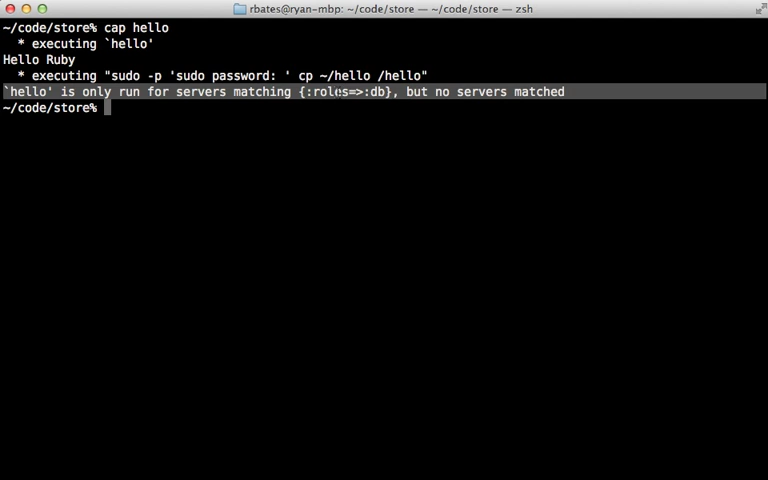 rbates@ryan-mbp: ~/code/store — ~/code/store — zsh
~/code/store% cap hello
  * executing `hello'
Hello Ruby
  * executing "sudo -p 'sudo password: ' cp ~/hello /hello"
`hello' is only run for servers matching {:roles=>:db}, but no servers matched
~/code/store%